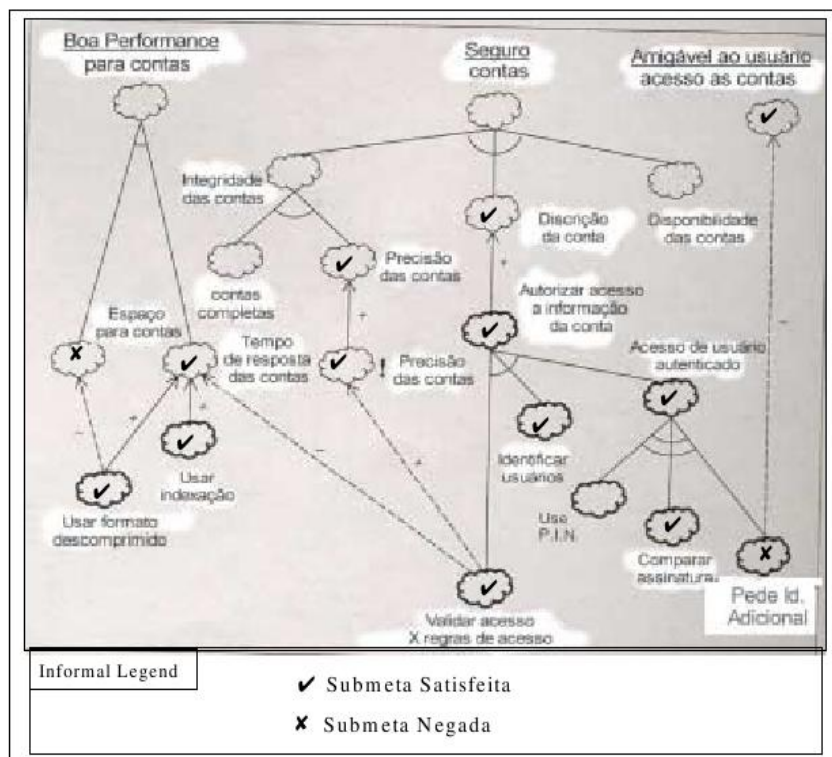 Boa Performance
para contas
Seguro
contas
Amigável ao usuário
acesso as contas
Integridade
das contas
Discrição
da conta
Disponibilidade
das contas
contas
completas
Precisão
das contas
Autorizar acesso
a informação
da conta
Espaço
para contas
Tempo
de resposta
das contas
! Precisão
das contas
Acesso de usuário
autenticado
+
+
-
-
+
+
-
+
Usar
indexação
Identificar
usuários
Use
P.I.N.
Comparar
assinatura
Usar formato
descomprimido
Pede Id.
Adicional
Validar acesso
X regras de acesso
Informal Legend
✔ Submeta Satisfeita
✘ Submeta Negada